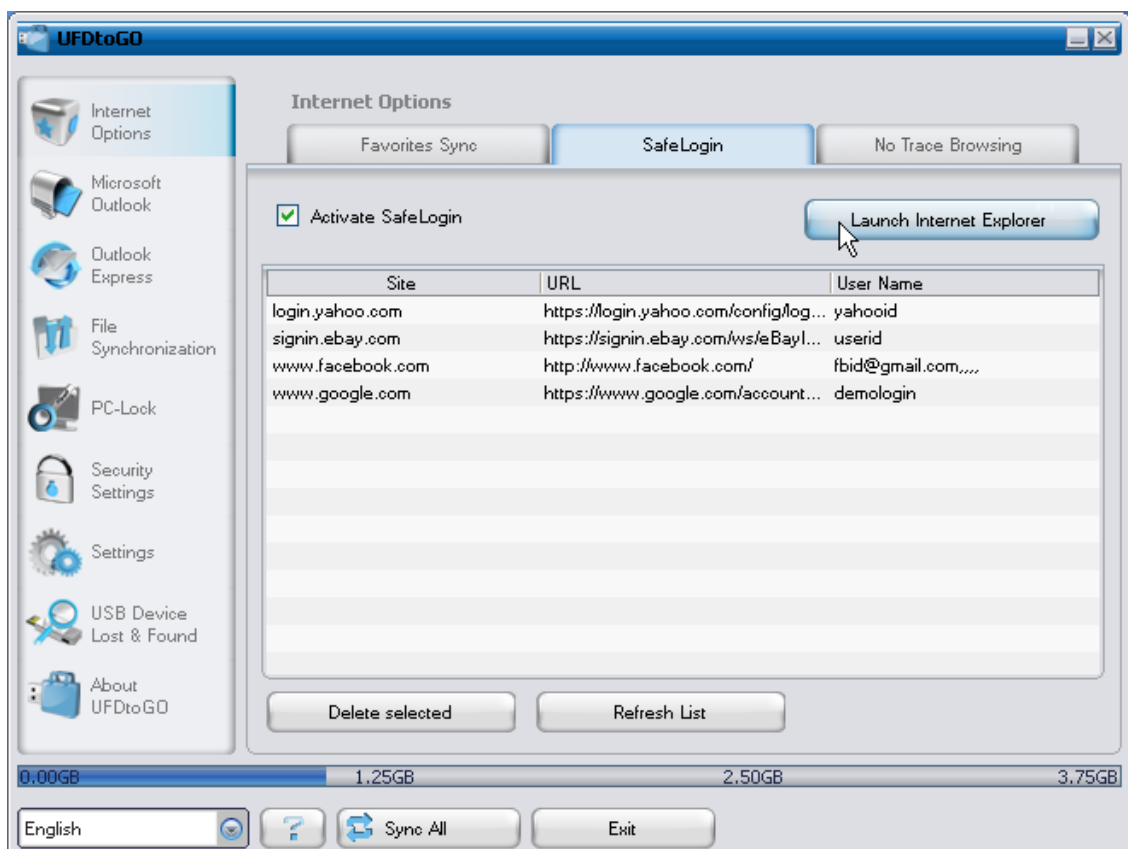 UFDtoGO
Internet
Options
Microsoft
Outlook
Outlook
Express
File
Synchronization
PC-Lock
Security
Settings
Settings
USB Device
Lost & Found
About
UFDtoGO
Internet Options
Favorites Sync SafeLogin No Trace Browsing
Activate SafeLogin Launch Internet Explorer
Site URL User Name
login.yahoo.com https://login.yahoo.com/config/log... yahooid
signin.ebay.com https://signin.ebay.com/ws/eBayI... userid
www.facebook.com http://www.facebook.com/ fbid@gmail.com,,,,
www.google.com https://www.google.com/account... demologin
Delete selected Refresh List
0.00GB 1.25GB 2.50GB 3.75GB
English ? Sync All Exit